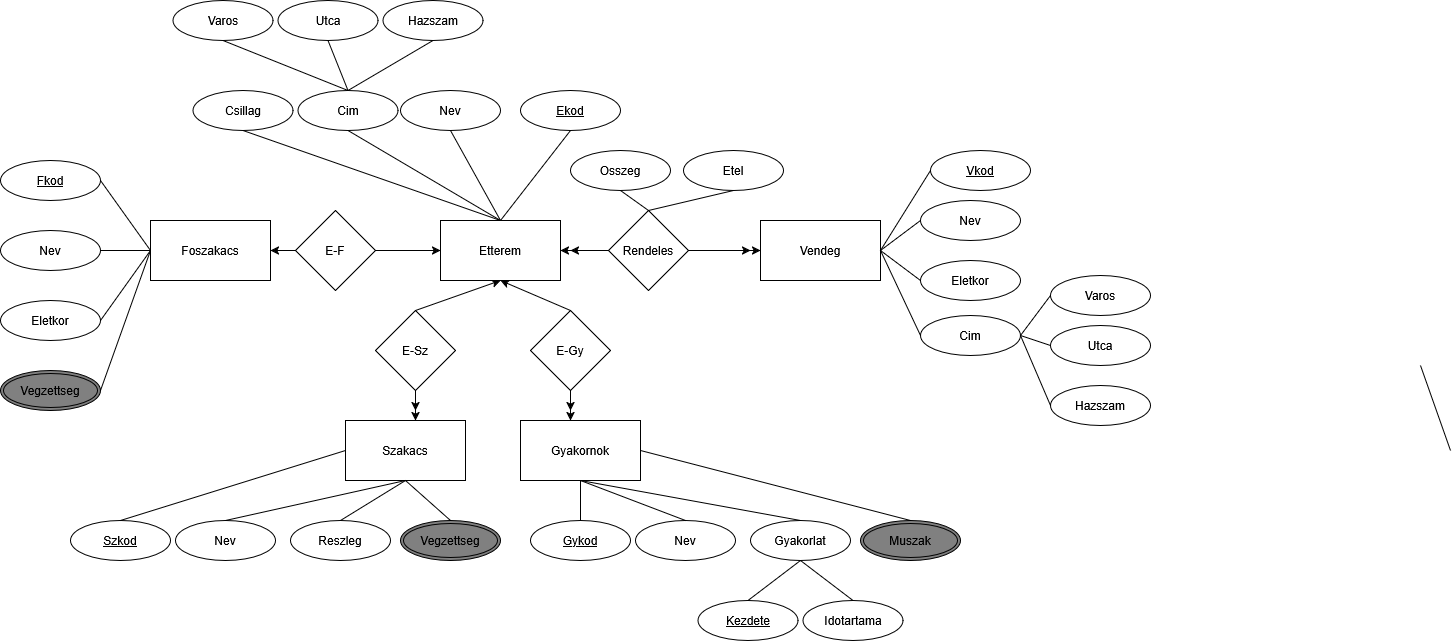 Varos
Utca
Hazszam
Csillag
Cim
Nev
Ekod
Osszeg
Etel
Vkod
Fkod
Nev
Nev
Foszakacs
E-F
Etterem
Rendeles
Vendeg
Eletkor
Varos
Eletkor
Cim
Utca
E-Sz
E-Gy
Vegzettseg
Hazszam
Szakacs
Gyakornok
Szkod
Nev
Reszleg
Vegzettseg
Gykod
Nev
Gyakorlat
Muszak
Kezdete
Idotartama